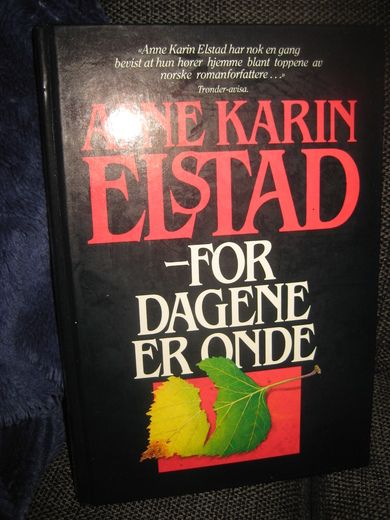 «Anne Karin Elstad har nok en gang
bevist at hun hører hjemme blant toppene av
norske romanforfattere ...»
Trønder-avisa.
ANNE KARIN
ELSTAD
–FOR
DAGENE
ER ONDE